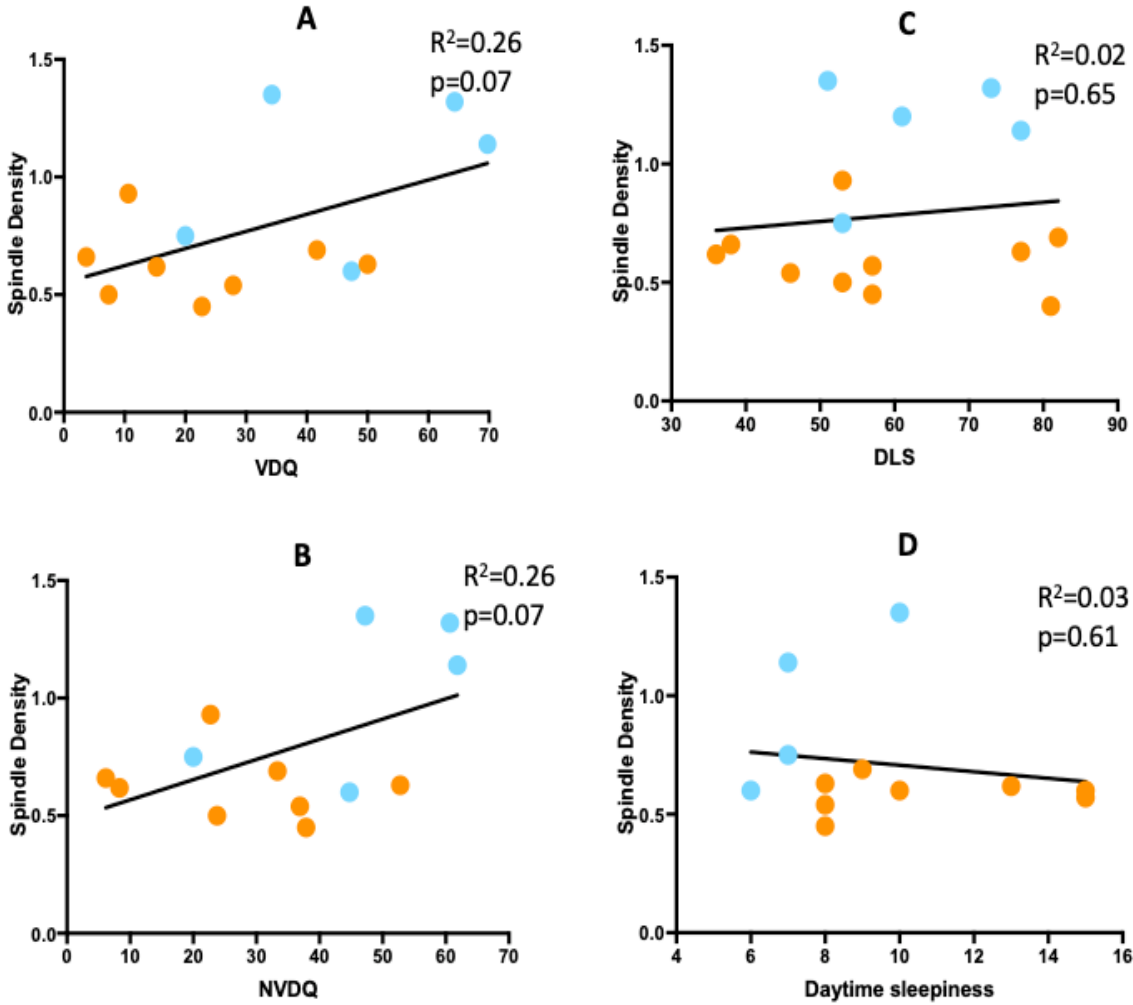 A
R²=0.26
p=0.07
1.5
1.0
0.5
0.0
Spindle Density
0 10 20 30 40 50 60 70
VDQ
C
R²=0.02
p=0.65
1.5
1.0
0.5
0.0
Spindle Density
30 40 50 60 70 80 90
DLS
B
R²=0.26
p=0.07
1.5
1.0
0.5
0.0
Spindle Density
0 10 20 30 40 50 60 70
NVDQ
D
R²=0.03
p=0.61
1.5
1.0
0.5
0.0
Spindle Density
4 6 8 10 12 14 16
Daytime sleepiness